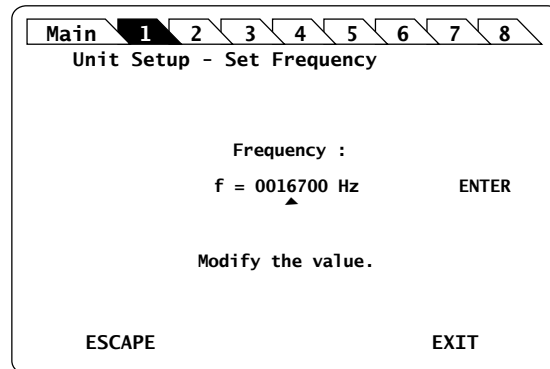 Main 1 2 3 4 5 6 7 8
Unit Setup - Set Frequency
Frequency :
f = 0016700 Hz ENTER
Modify the value.
ESCAPE EXIT